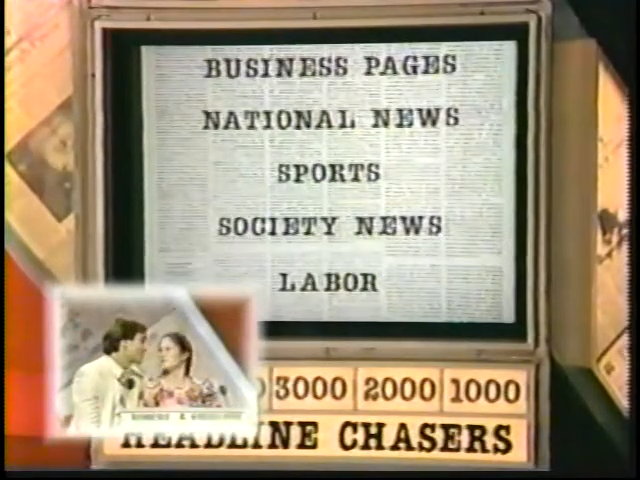 BUSINESS PAGES
NATIONAL NEWS
SPORTS
SOCIETY NEWS
LABOR
3000 2000 1000
HEADLINE CHASERS